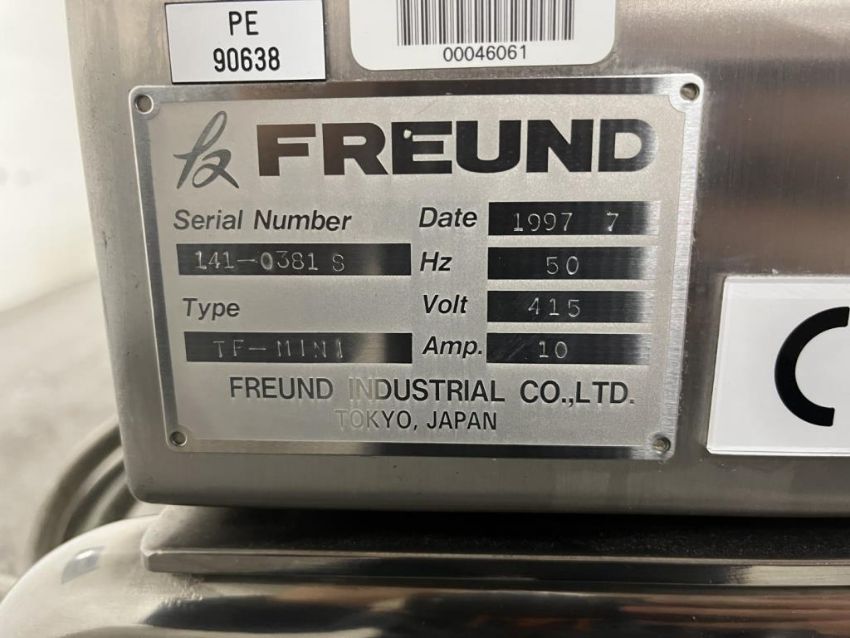 PE
90638
00046061
FREUND
Serial Number
141-0381 S
Type
TF-MINI
Date 1997 7
Hz 50
Volt 415
Amp. 10
FREUND INDUSTRIAL CO.,LTD.
TOKYO, JAPAN